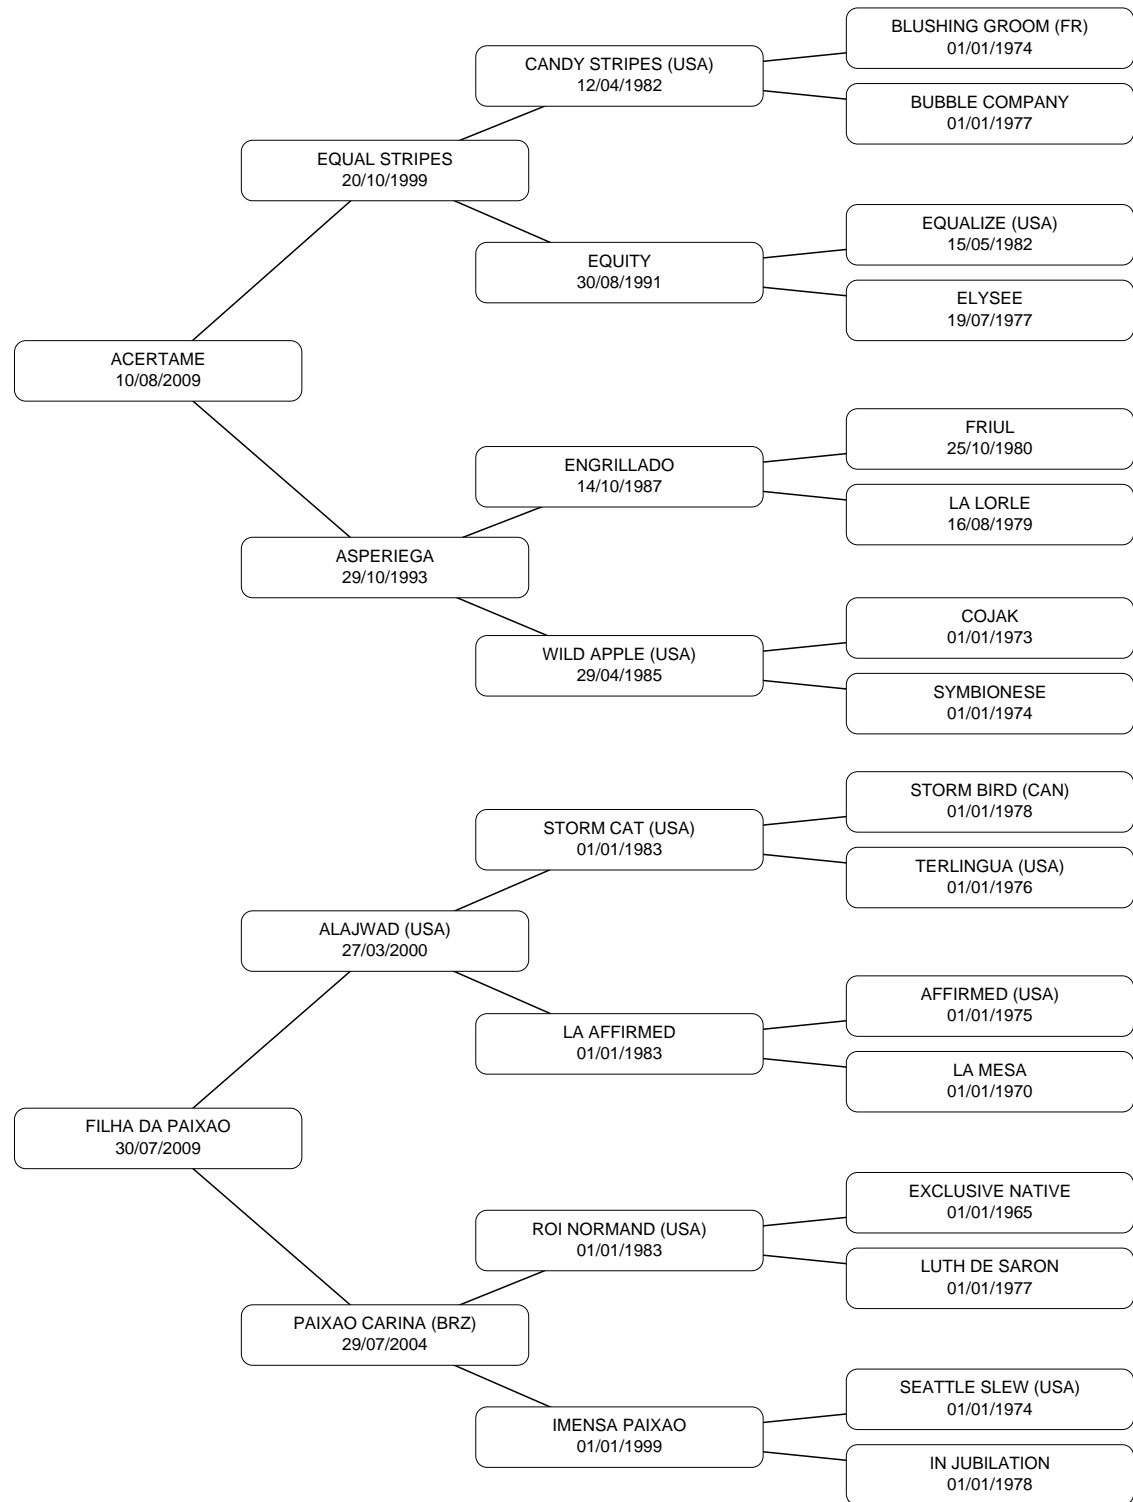 BLUSHING GROOM (FR)
01/01/1974
CANDY STRIPES (USA)
12/04/1982
BUBBLE COMPANY
01/01/1977
EQUAL STRIPES
20/10/1999
EQUALIZE (USA)
15/05/1982
EQUITY
30/08/1991
ELYSEE
19/07/1977
ACERTAME
10/08/2009
FRIUL
25/10/1980
ENGRILLADO
14/10/1987
LA LORLE
16/08/1979
ASPERIEGA
29/10/1993
COJAK
01/01/1973
WILD APPLE (USA)
29/04/1985
SYMBIONESE
01/01/1974
STORM BIRD (CAN)
01/01/1978
STORM CAT (USA)
01/01/1983
TERLINGUA (USA)
01/01/1976
ALAJWAD (USA)
27/03/2000
AFFIRMED (USA)
01/01/1975
LA AFFIRMED
01/01/1983
LA MESA
01/01/1970
FILHA DA PAIXAO
30/07/2009
EXCLUSIVE NATIVE
01/01/1965
ROI NORMAND (USA)
01/01/1983
LUTH DE SARON
01/01/1977
PAIXAO CARINA (BRZ)
29/07/2004
SEATTLE SLEW (USA)
01/01/1974
IMENSA PAIXAO
01/01/1999
IN JUBILATION
01/01/1978